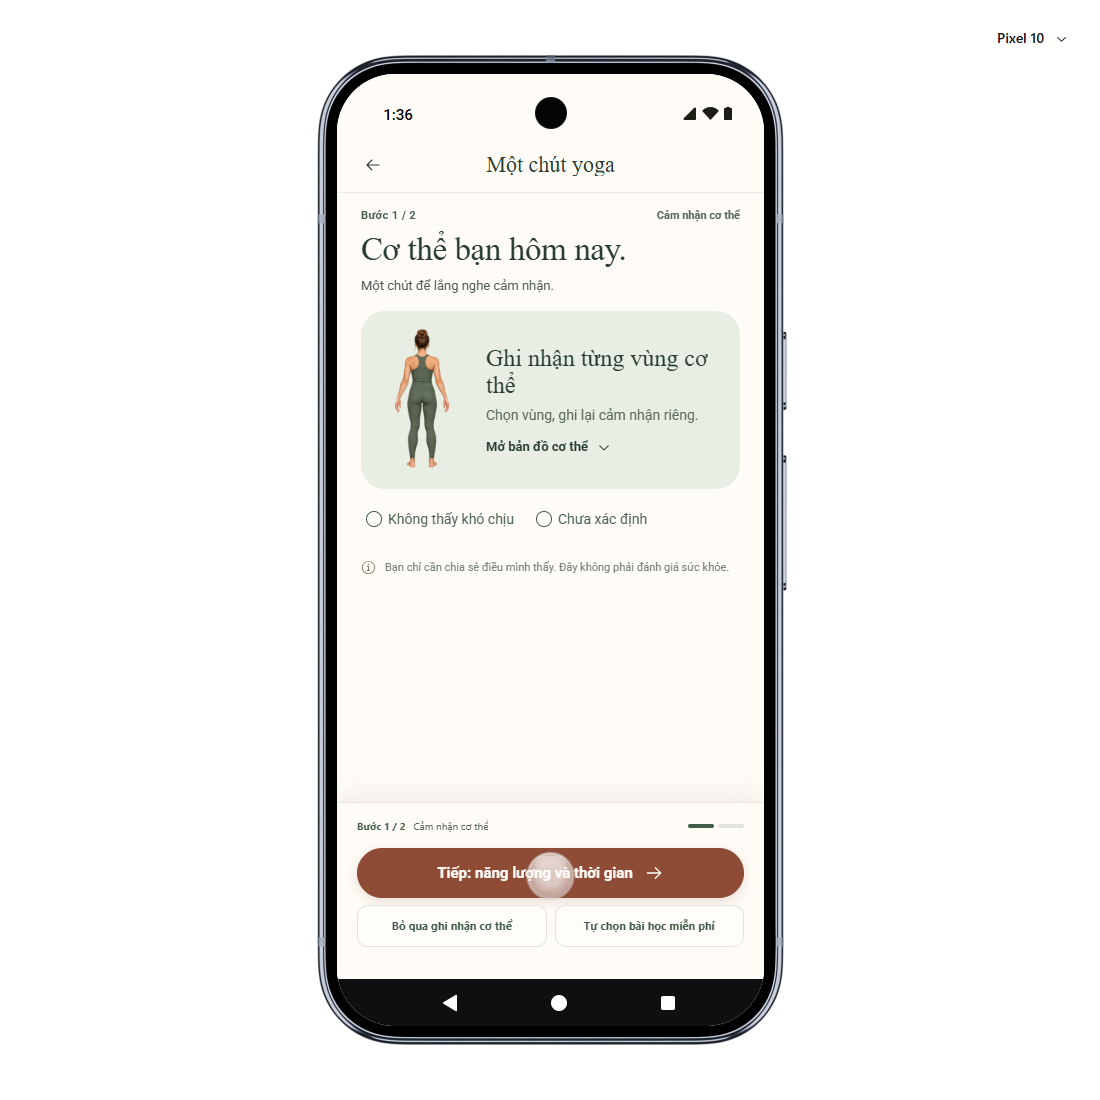 Pixel 10
1:36
Một chút yoga
Bước 1 / 2
Cảm nhận cơ thể
Cơ thể bạn hôm nay.
Một chút để lắng nghe cảm nhận.
Ghi nhận từng vùng cơ
thể
Chọn vùng, ghi lại cảm nhận riêng.
Mở bản đồ cơ thể
Không thấy khó chịu
Chưa xác định
Bạn chỉ cần chia sẻ điều mình thấy. Đây không phải đánh giá sức khỏe.
Bước 1 / 2 Cảm nhận cơ thể
Tiếp: năng lượng và thời gian
Bỏ qua ghi nhận cơ thể
Tự chọn bài học miễn phí